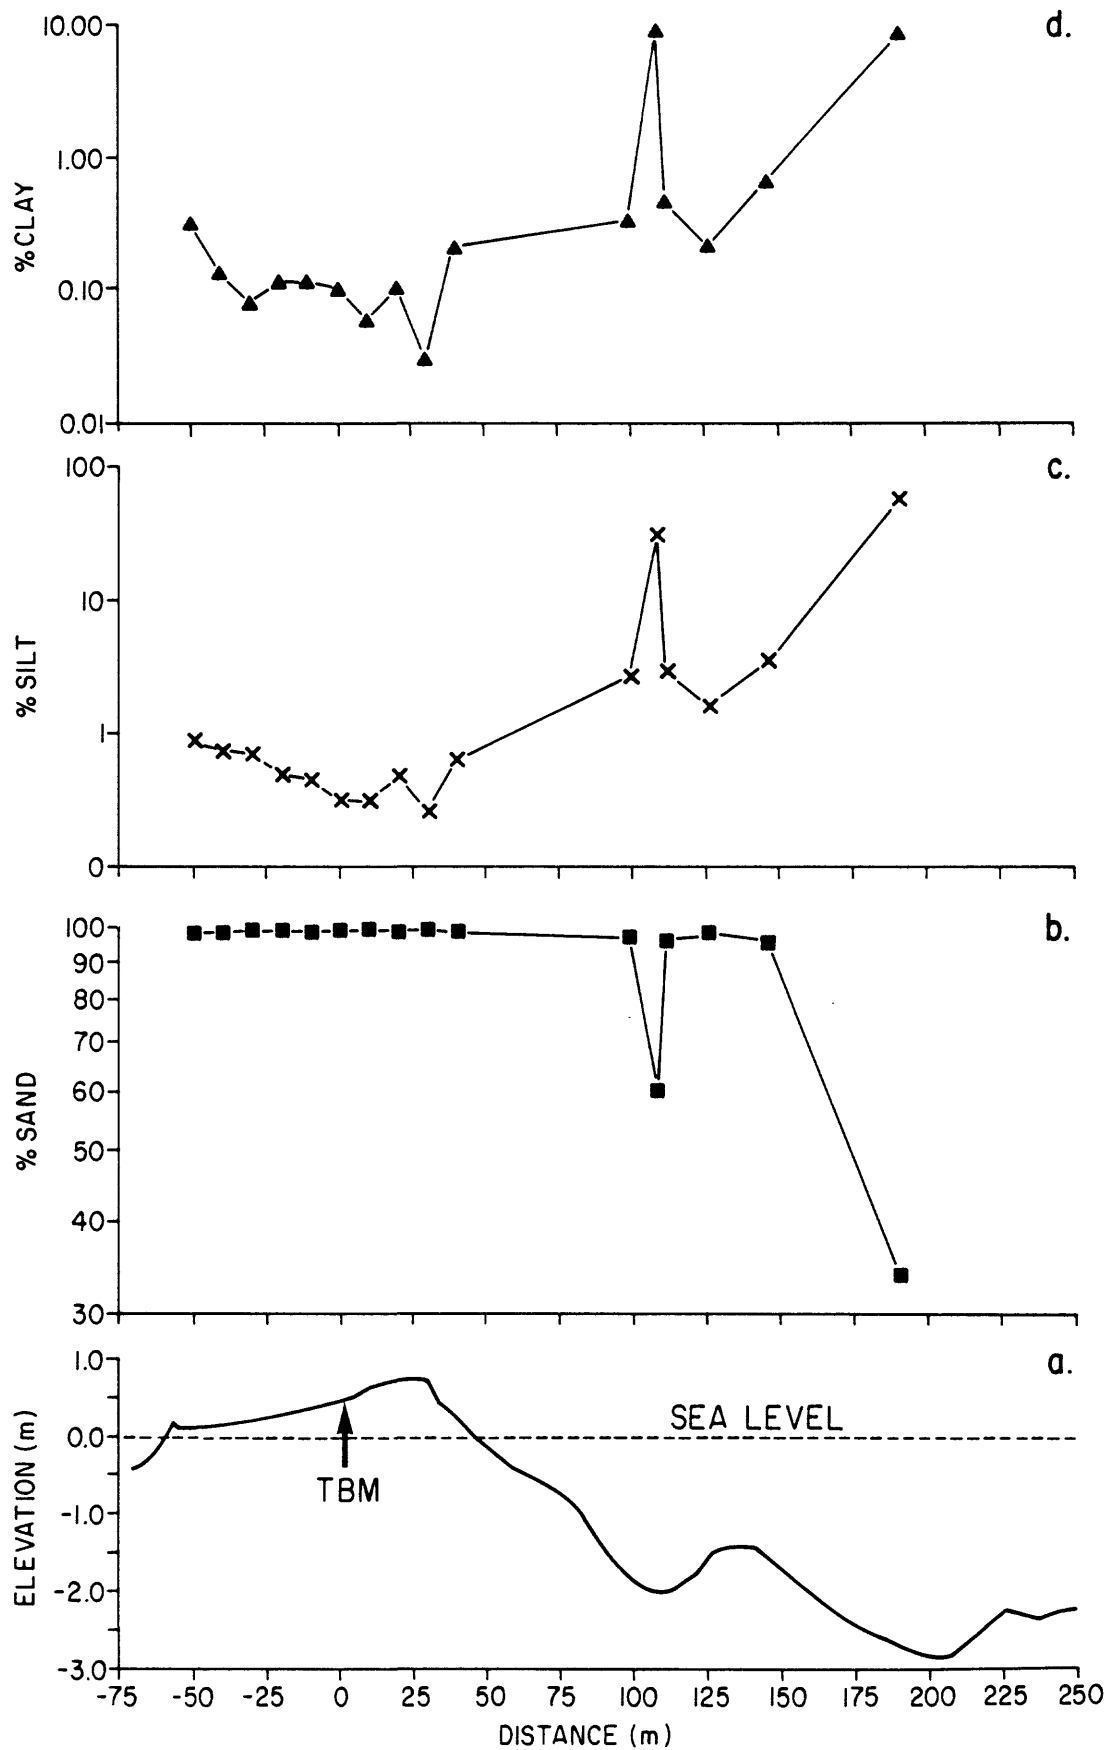 d.
10.00
1.00
0.10
0.01
%CLAY
c.
100
10
1
0
% SILT
b.
100
90
80
70
60
50
40
30
% SAND
a.
1.0
0.0
-1.0
-2.0
-3.0
ELEVATION (m)
SEA LEVEL
TBM
-75 -50 -25 0 25 50 75 100 125 150 175 200 225 250
DISTANCE (m)